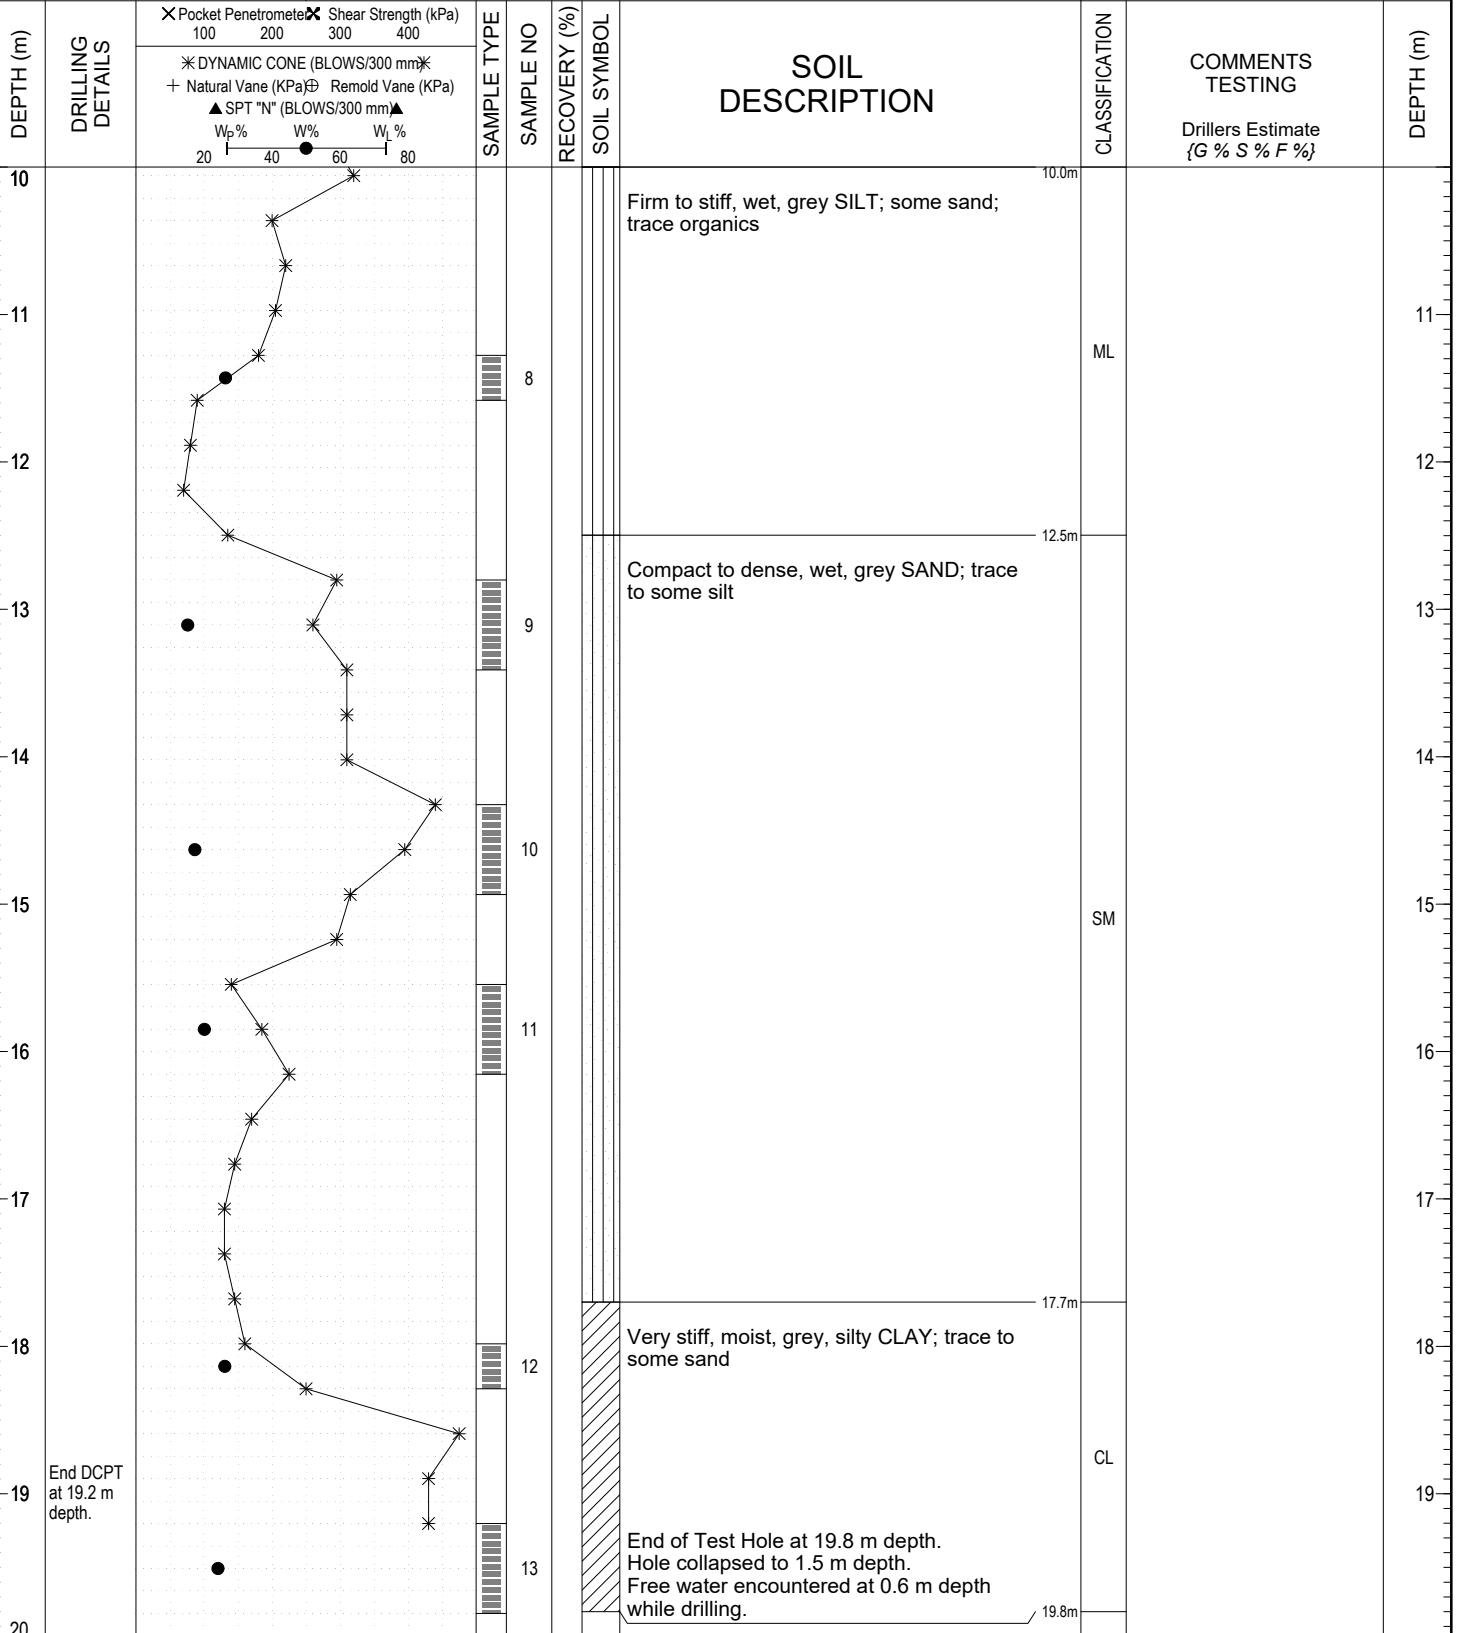 DEPTH (m)
DRILLING
DETAILS
Pocket Penetrometer Shear Strength (kPa)
100 200 300 400
DYNAMIC CONE (BLOWS/300 mm)
Natural Vane (KPa) Remold Vane (KPa)
SPT "N" (BLOWS/300 mm)
WP% W% WL%
20 40 60 80
SAMPLE TYPE
SAMPLE NO
RECOVERY (%)
SOIL SYMBOL
SOIL
DESCRIPTION
CLASSIFICATION
COMMENTS
TESTING
Drillers Estimate
{G % S % F %}
DEPTH (m)
10
10.0m
Firm to stiff, wet, grey SILT; some sand;
trace organics
11
11
ML
8
12
12
12.5m
Compact to dense, wet, grey SAND; trace
to some silt
13
9
13
14
14
10
15
SM
15
11
16
16
17
17
17.7m
Very stiff, moist, grey, silty CLAY; trace to
some sand
18
12
18
CL
End DCPT
at 19.2 m
depth.
19
19
End of Test Hole at 19.8 m depth.
Hole collapsed to 1.5 m depth.
Free water encountered at 0.6 m depth
while drilling.
13
19.8m
20